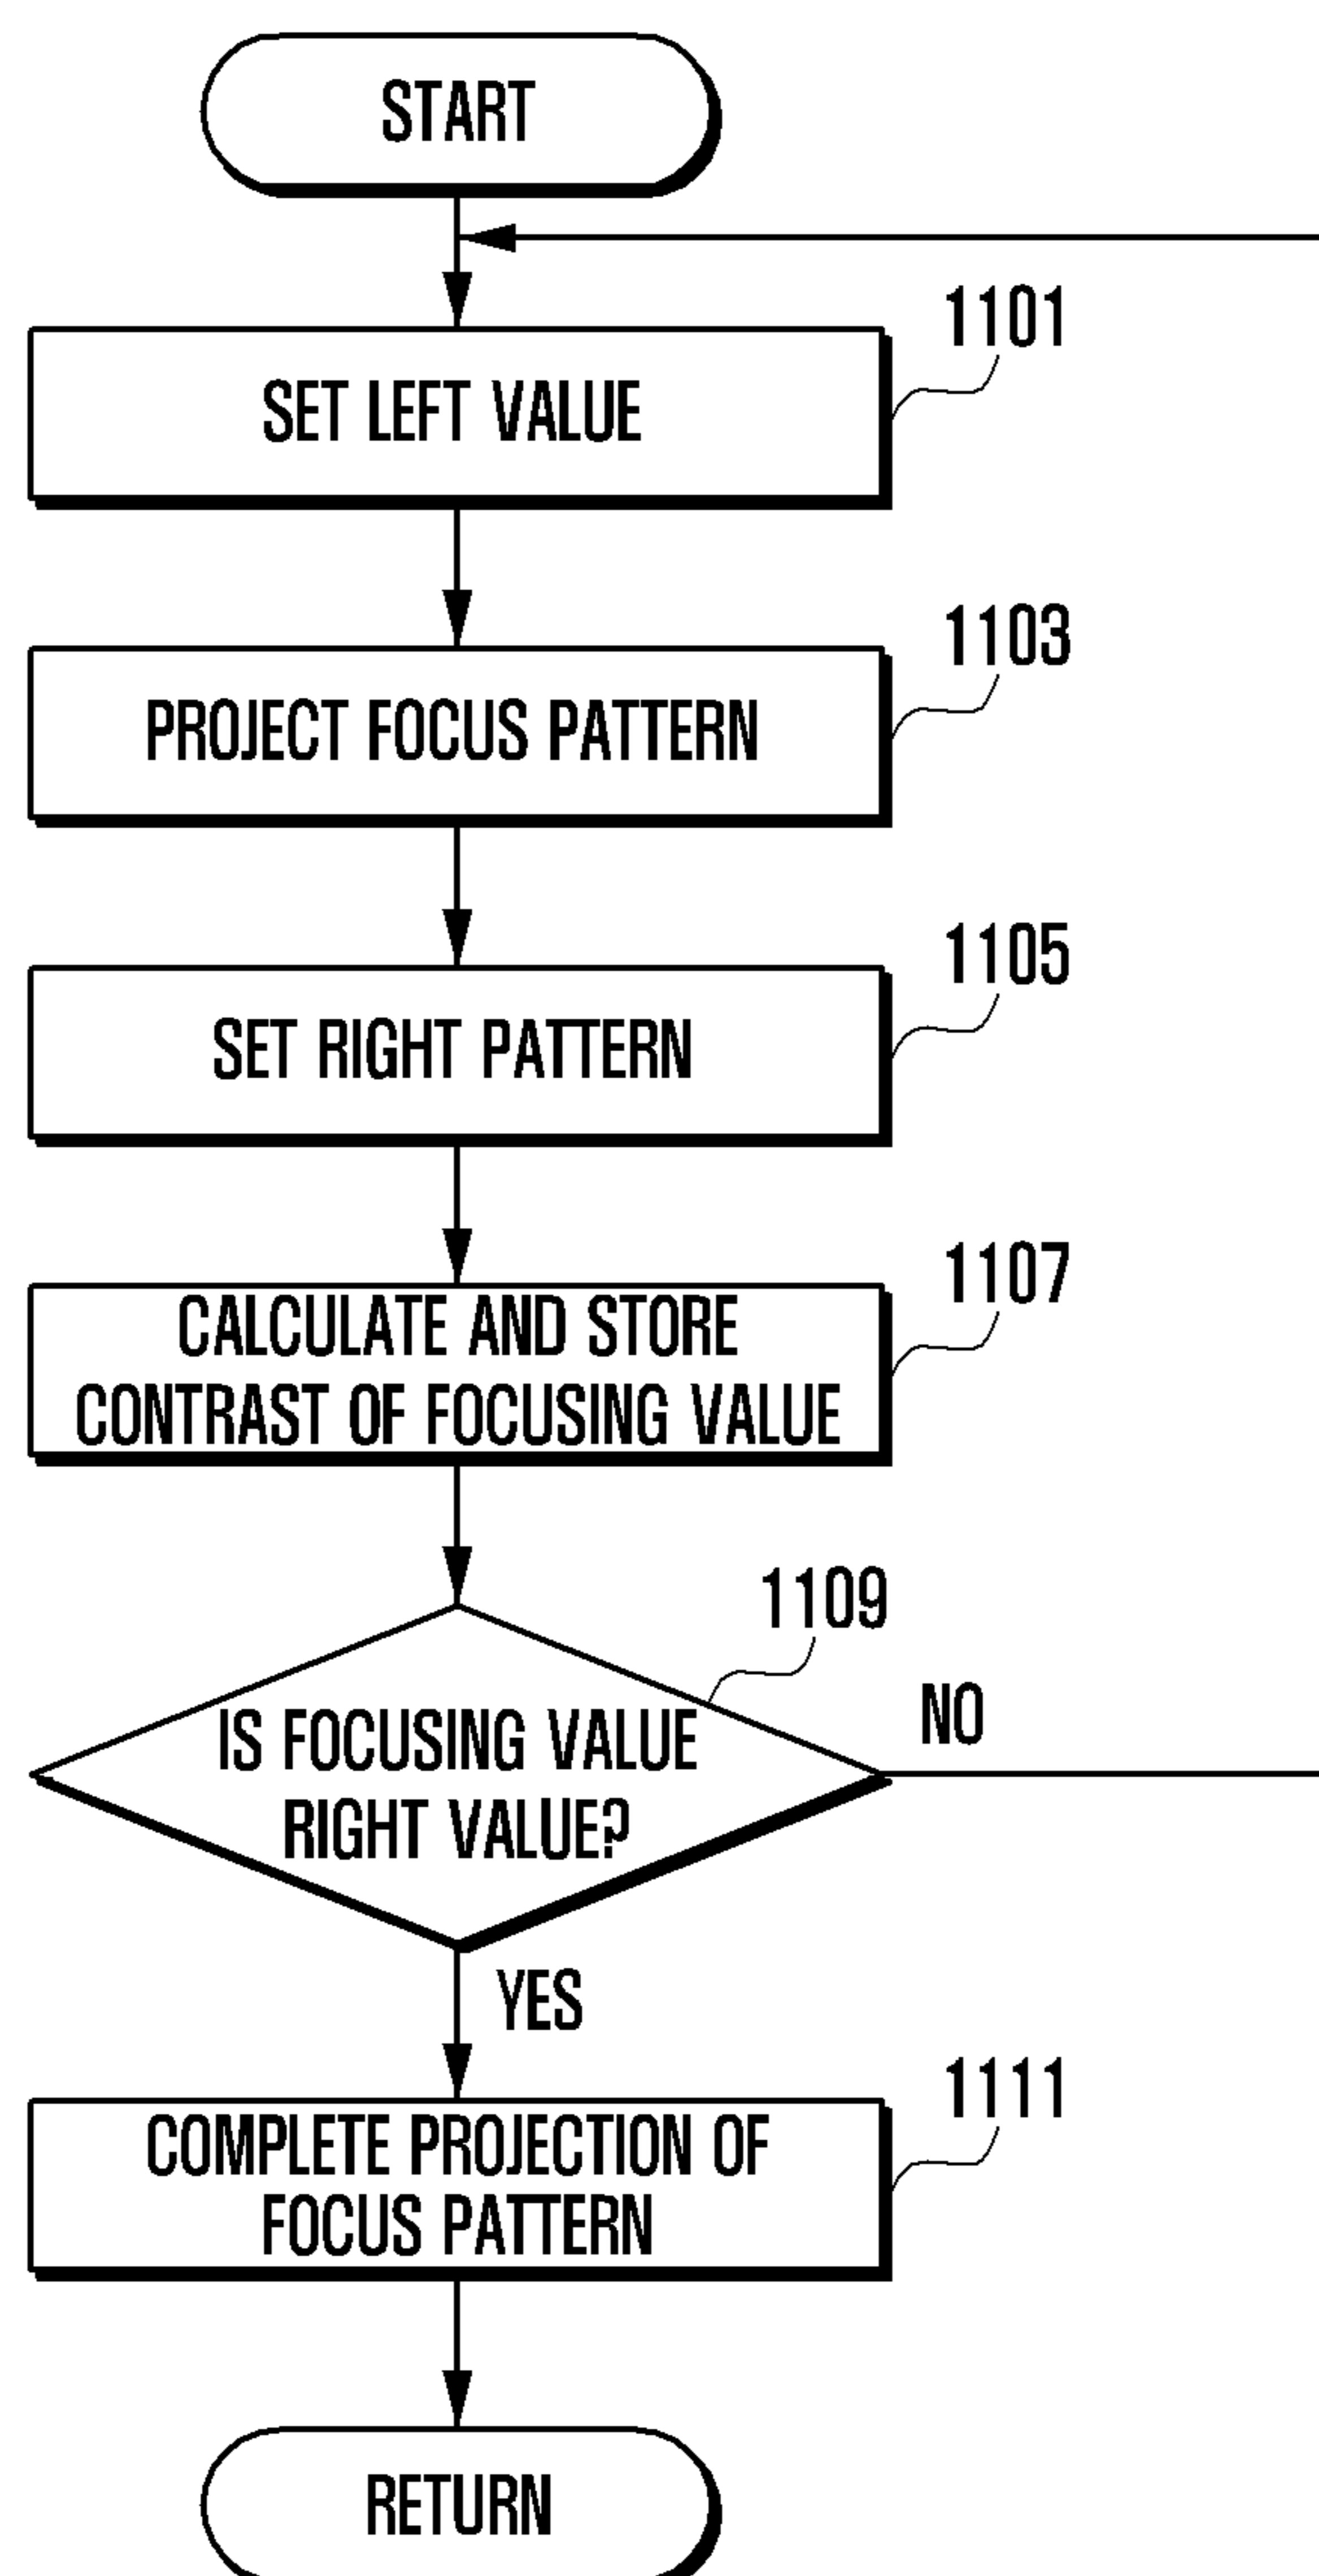 START
1101
SET LEFT VALUE
1103
PROJECT FOCUS PATTERN
1105
SET RIGHT PATTERN
1107
CALCULATE AND STORE
CONTRAST OF FOCUSING VALUE
1109
NO
IS FOCUSING VALUE
RIGHT VALUE?
YES
1111
COMPLETE PROJECTION OF
FOCUS PATTERN
RETURN